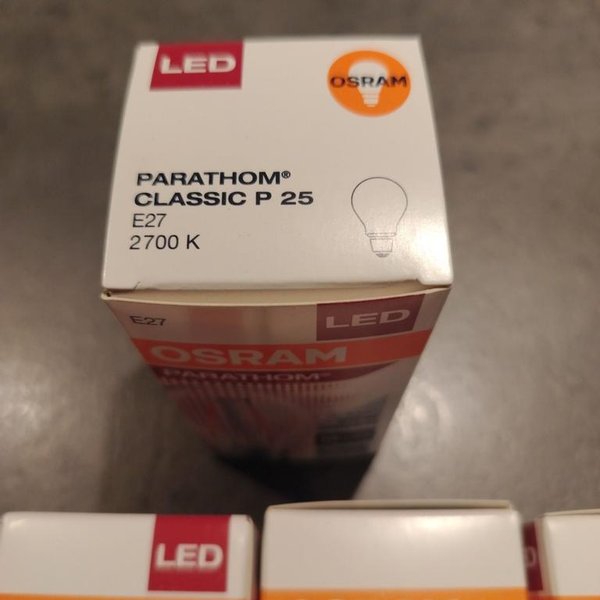 LED
OSRAM
PARATHOM®
CLASSIC P 25
E27
2700 K
E27
LED
OSRAM
PARATHOM®
LED